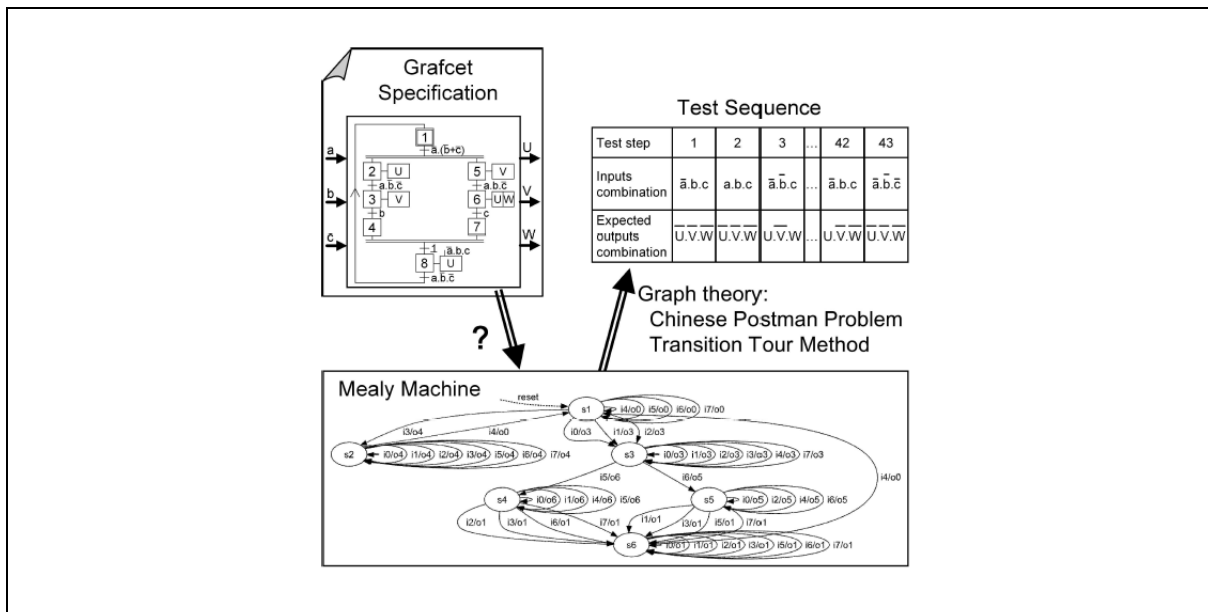 Grafcet
Specification
a
b
c̄
1
a.(b̄+c̄)
2
U
5
V
a.b̄.c̄
a.b.c̄
3
V
6
U W
b
c
4
7
1
ā.b.c
8
U
a.b.c̄
U
V
W
?
Test Sequence
Test step 1 2 3 ... 42 43
Inputs
combination
ā.b.c a.b.c ā.b̄.c ... ā.b.c ā.b̄.c̄
Expected
outputs
combination
U̅.V̅.W̅ U̅.V̅.W̅ U.V̅.W̅ ... U.V̅.W̅ U̅.V̅.W̅
Graph theory:
Chinese Postman Problem
Transition Tour Method
Mealy Machine
reset
s1
i4/o0 i5/o0 i6/o0 i7/o0
i3/o4 i4/o0 i0/o3 i1/o3 i2/o3
s2
i0/o4 i1/o4 i2/o4 i3/o4 i5/o4 i6/o4 i7/o4
s3
i0/o3 i1/o3 i2/o3 i3/o3 i4/o3 i7/o3
i5/o6 i6/o5 i4/o0
s4
i0/o6 i1/o6 i4/o6 i5/o6
s5
i0/o5 i2/o5 i4/o5 i6/o5
i2/o1 i3/o1 i6/o1 i7/o1 i1/o1 i3/o1 i5/o1 i7/o1
s6
i0/o1 i1/o1 i2/o1 i3/o1 i5/o1 i6/o1 i7/o1